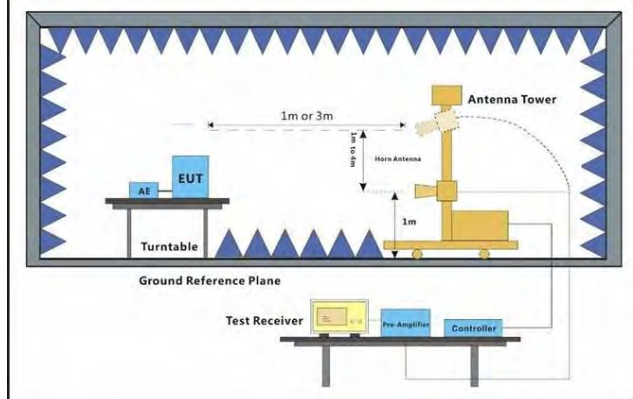 1m or 3m
Antenna Tower
1m to 4m
Horn Antenna
EUT
AE
1m
Turntable
Ground Reference Plane
Test Receiver
Pre-Amplifier
Controller